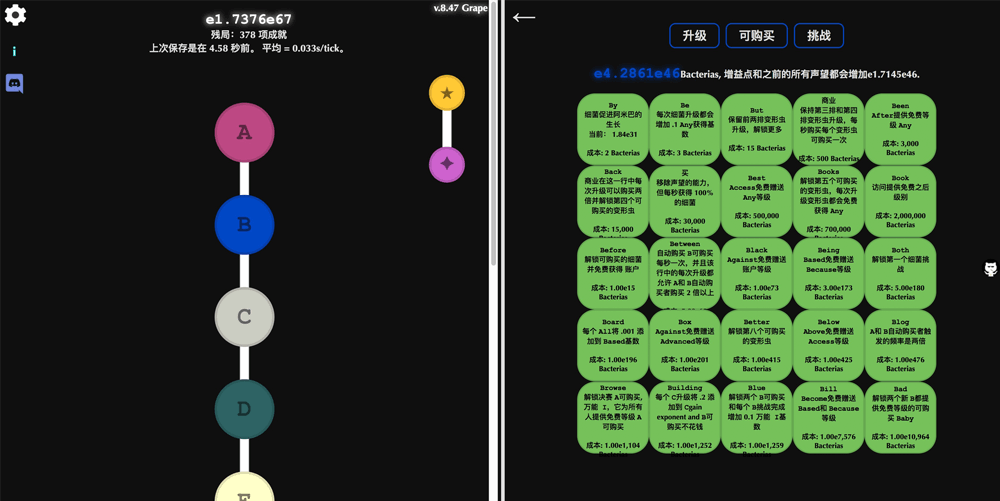 e1.7376e67
残局：378 项成就
上次保存是在 4.58 秒前。 平均 = 0.033s/tick。
v.8.47 Grape
i
A
B
C
D
升级
可购买
挑战
e4.2861e46Bacterias, 增益点和之前的所有声望都会增加e1.7145e46.
By
细菌促进阿米巴的
生长
当前： 1.84e31
成本: 2 Bacterias
Be
每次细菌升级都会
增加 .1 Any获得基
数
成本: 3 Bacterias
But
保留前两排变形虫
升级，解锁更多
成本: 15 Bacterias
商业
保持第三排和第四
排变形虫升级，每
秒购买每个变形虫
可购买一次
成本: 500 Bacterias
Been
After提供免费等
级 Any
成本: 3,000
Bacterias
Back
商业在这一行中每
次升级可以购买两
倍并解锁第四个可
购买的变形虫
成本: 15,000
买
移除声望的能力，
但每秒获得 100%
的细菌
成本: 30,000
Bacterias
Best
Access免费赠送
Any等级
成本: 500,000
Bacterias
Books
解锁第五个可购买
的变形虫，每次升
级变形虫都会免费
获得 Any
成本: 700,000
Book
访问提供免费之后
级别
成本: 2,000,000
Bacterias
Before
解锁可购买的细菌
并免费获得 账户
成本: 1.00e15
Bacterias
Between
自动购买 B可购买
每秒一次，并且该
行中的每次升级都
允许 A和 B自动购
买者购买 2 倍以上
Black
Against免费赠送
账户等级
成本: 1.00e73
Bacterias
Being
Based免费赠送
Because等级
成本: 3.00e173
Bacterias
Both
解锁第一个细菌挑
战
成本: 5.00e180
Bacterias
Board
每个 All将 .001 添
加到 Based基数
成本: 1.00e196
Bacterias
Box
Against免费赠送
Advanced等级
成本: 1.00e201
Bacterias
Better
解锁第八个可购买
的变形虫
成本: 1.00e415
Bacterias
Below
Above免费赠送
Access等级
成本: 1.00e425
Bacterias
Blog
A和 B自动购买者触
发的频率是两倍
成本: 1.00e476
Bacterias
Browse
解锁决赛 A可购买，
万能 I，它为所有
人提供免费等级 A
可购买
成本: 1.00e1,104
Building
每个 C升级将 .2 添
加到 Cgain
exponent and B可
购买不花钱
成本: 1.00e1,252
Blue
解锁两个 B可购买
和每个 B挑战完成
增加 0.1 万能 I基
数
成本: 1.00e1,259
Bill
Become免费赠送
Based和 Because
等级
成本: 1.00e7,576
Bacterias
Bad
解锁两个新 B都提
供免费等级的可购
买 Baby
成本: 1.00e10,964
Bacterias